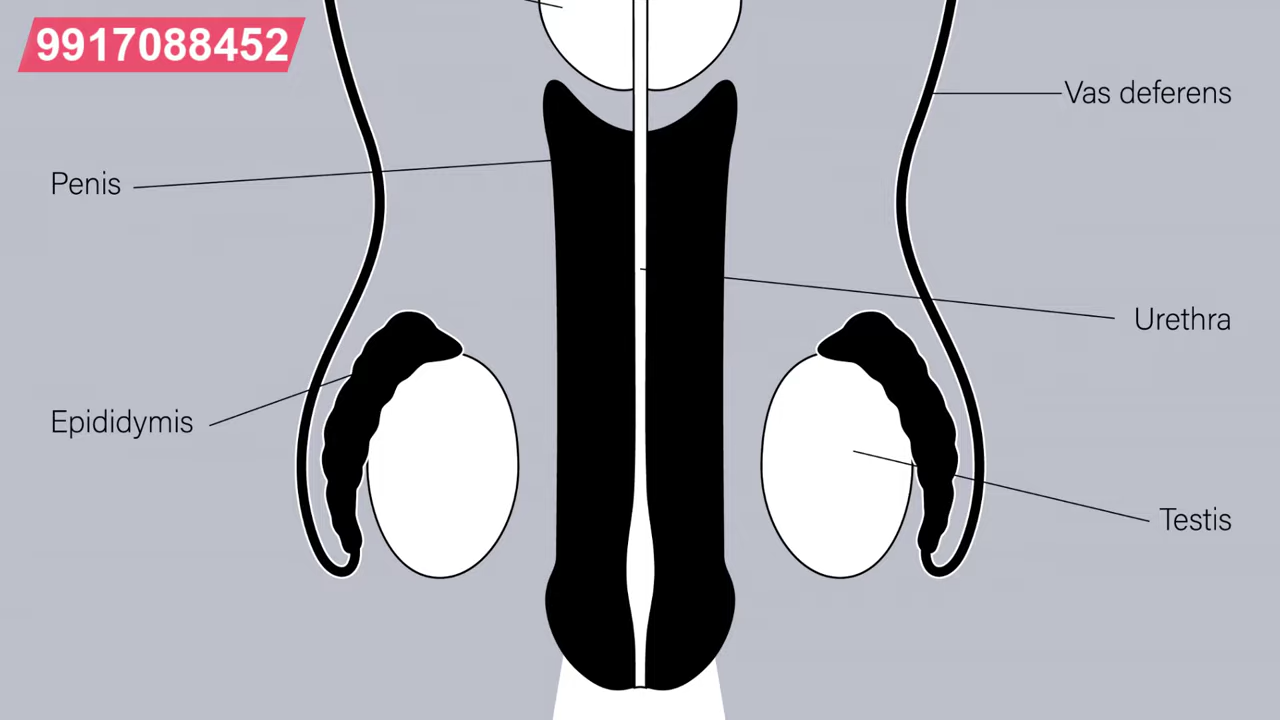 9917088452
Vas deferens
Penis
Urethra
Epididymis
Testis